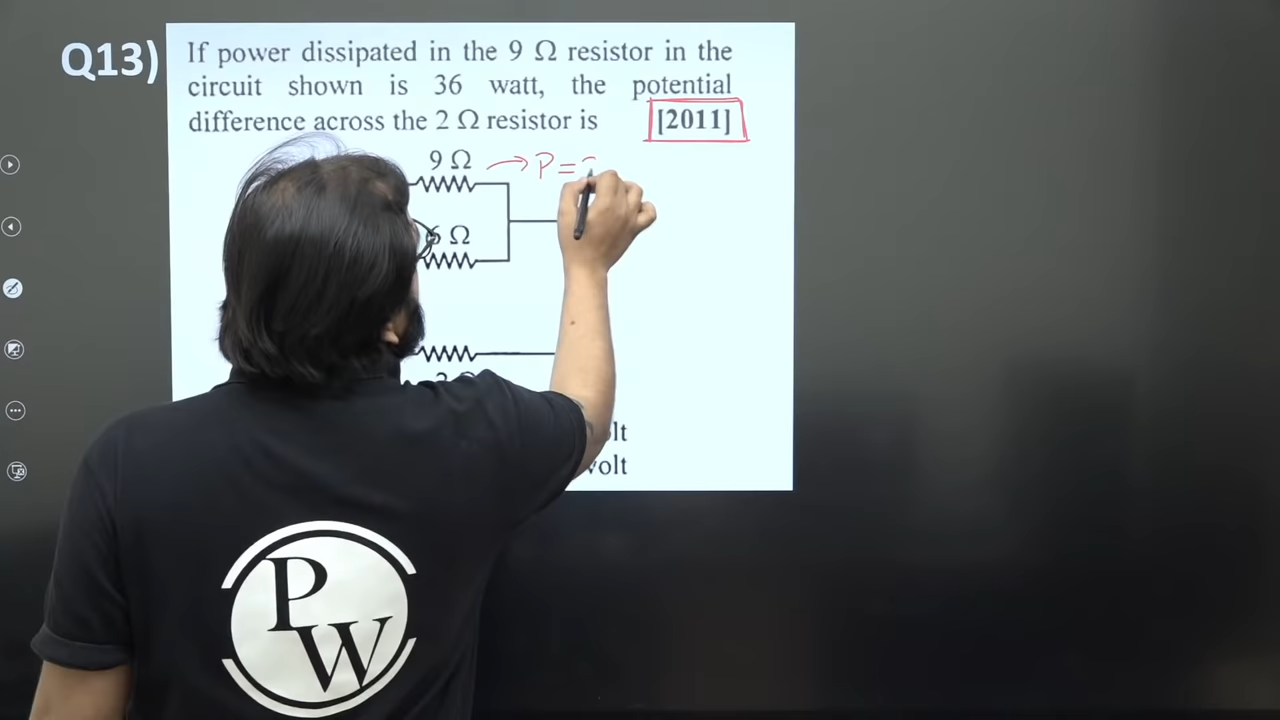 Q13)
If power dissipated in the 9 Ω resistor in the
circuit shown is 36 watt, the potential
difference across the 2 Ω resistor is [2011]
9 Ω → P =
6 Ω
volt
PW